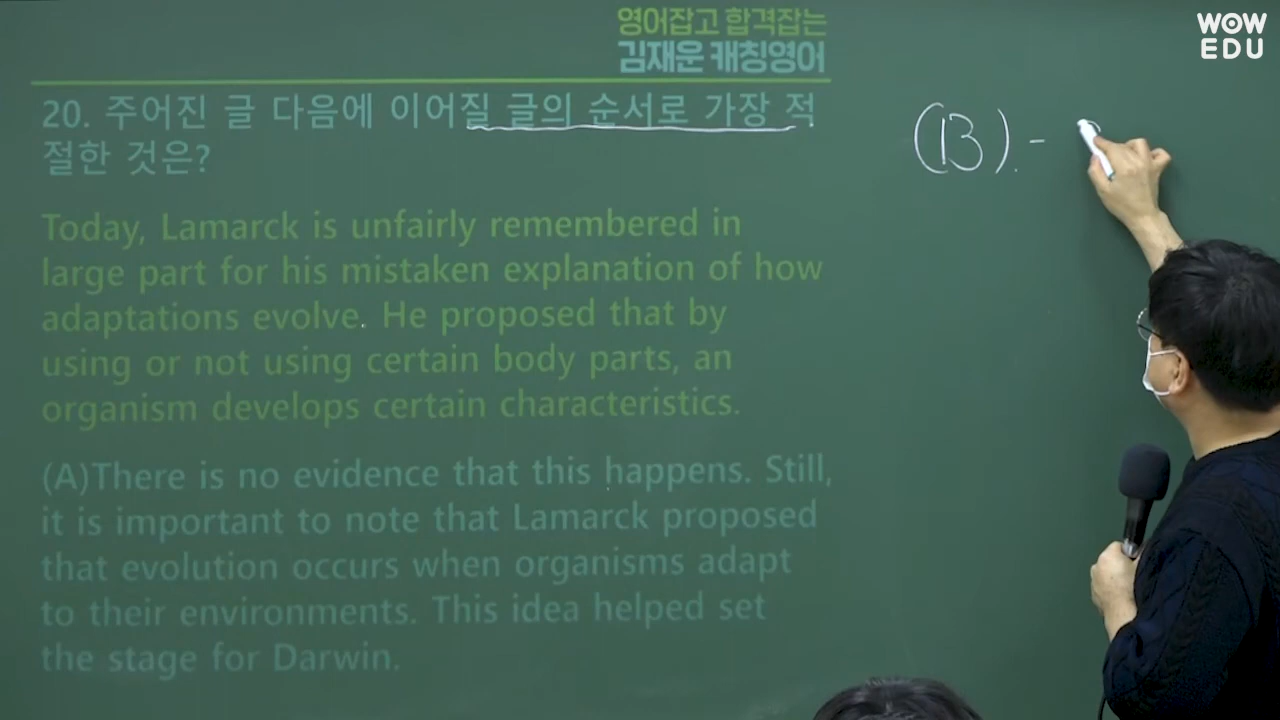 영어잡고 합격잡는
김재운 캐칭영어
WOW
EDU
20. 주어진 글 다음에 이어질 글의 순서로 가장 적
절한 것은?
(B) -
Today, Lamarck is unfairly remembered in
large part for his mistaken explanation of how
adaptations evolve. He proposed that by
using or not using certain body parts, an
organism develops certain characteristics.
(A)There is no evidence that this happens. Still,
it is important to note that Lamarck proposed
that evolution occurs when organisms adapt
to their environments. This idea helped set
the stage for Darwin.